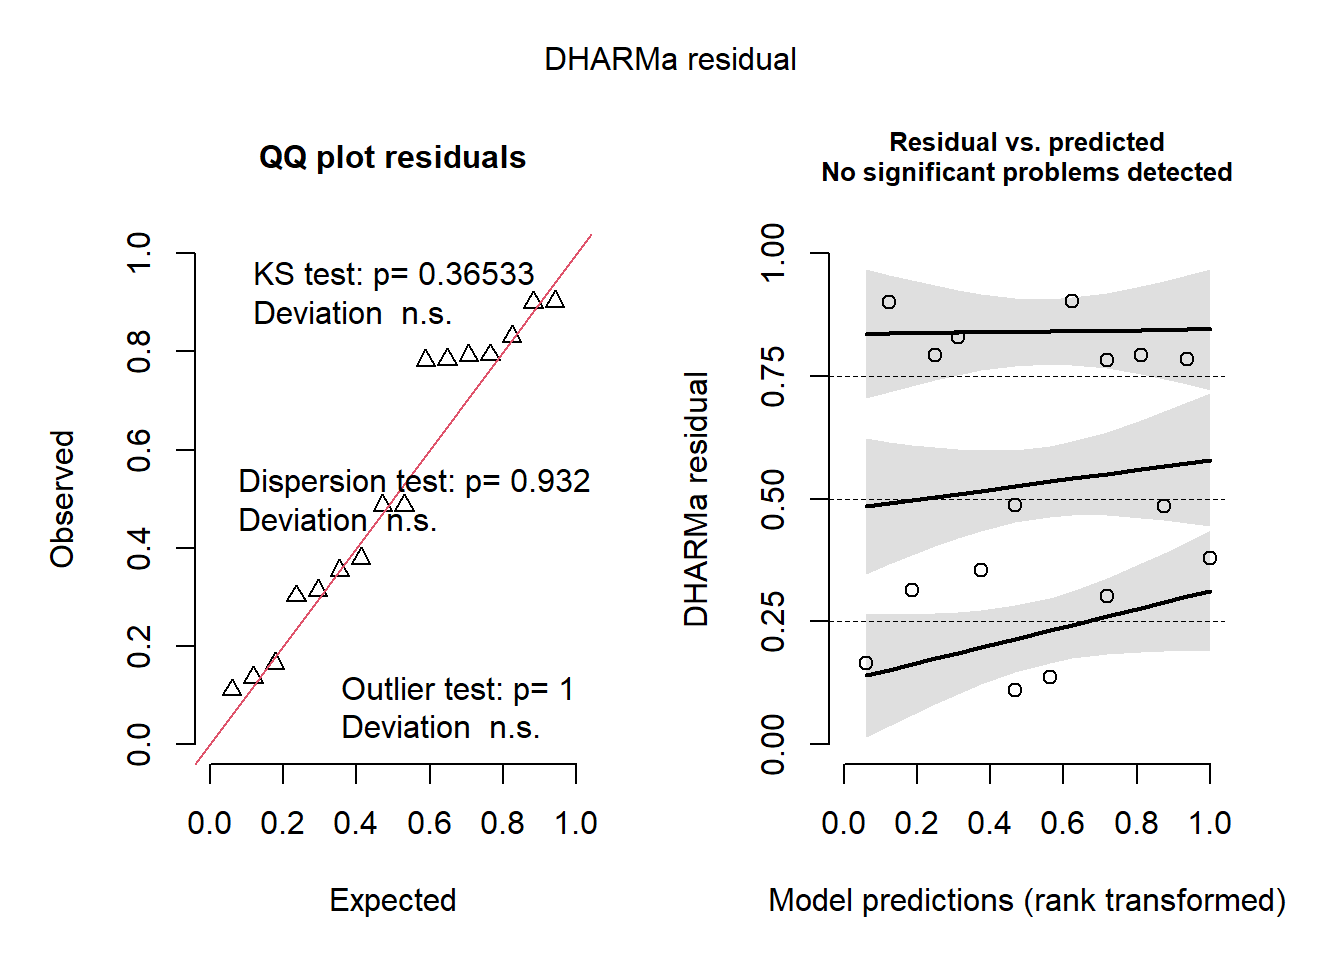 DHARMa residual
QQ plot residuals
KS test: p= 0.36533
Deviation  n.s.
Dispersion test: p= 0.932
Deviation  n.s.
Outlier test: p= 1
Deviation  n.s.
Observed
0.0 0.2 0.4 0.6 0.8 1.0
0.0 0.2 0.4 0.6 0.8 1.0
Expected
Residual vs. predicted
No significant problems detected
DHARMa residual
0.00 0.25 0.50 0.75 1.00
0.0 0.2 0.4 0.6 0.8 1.0
Model predictions (rank transformed)